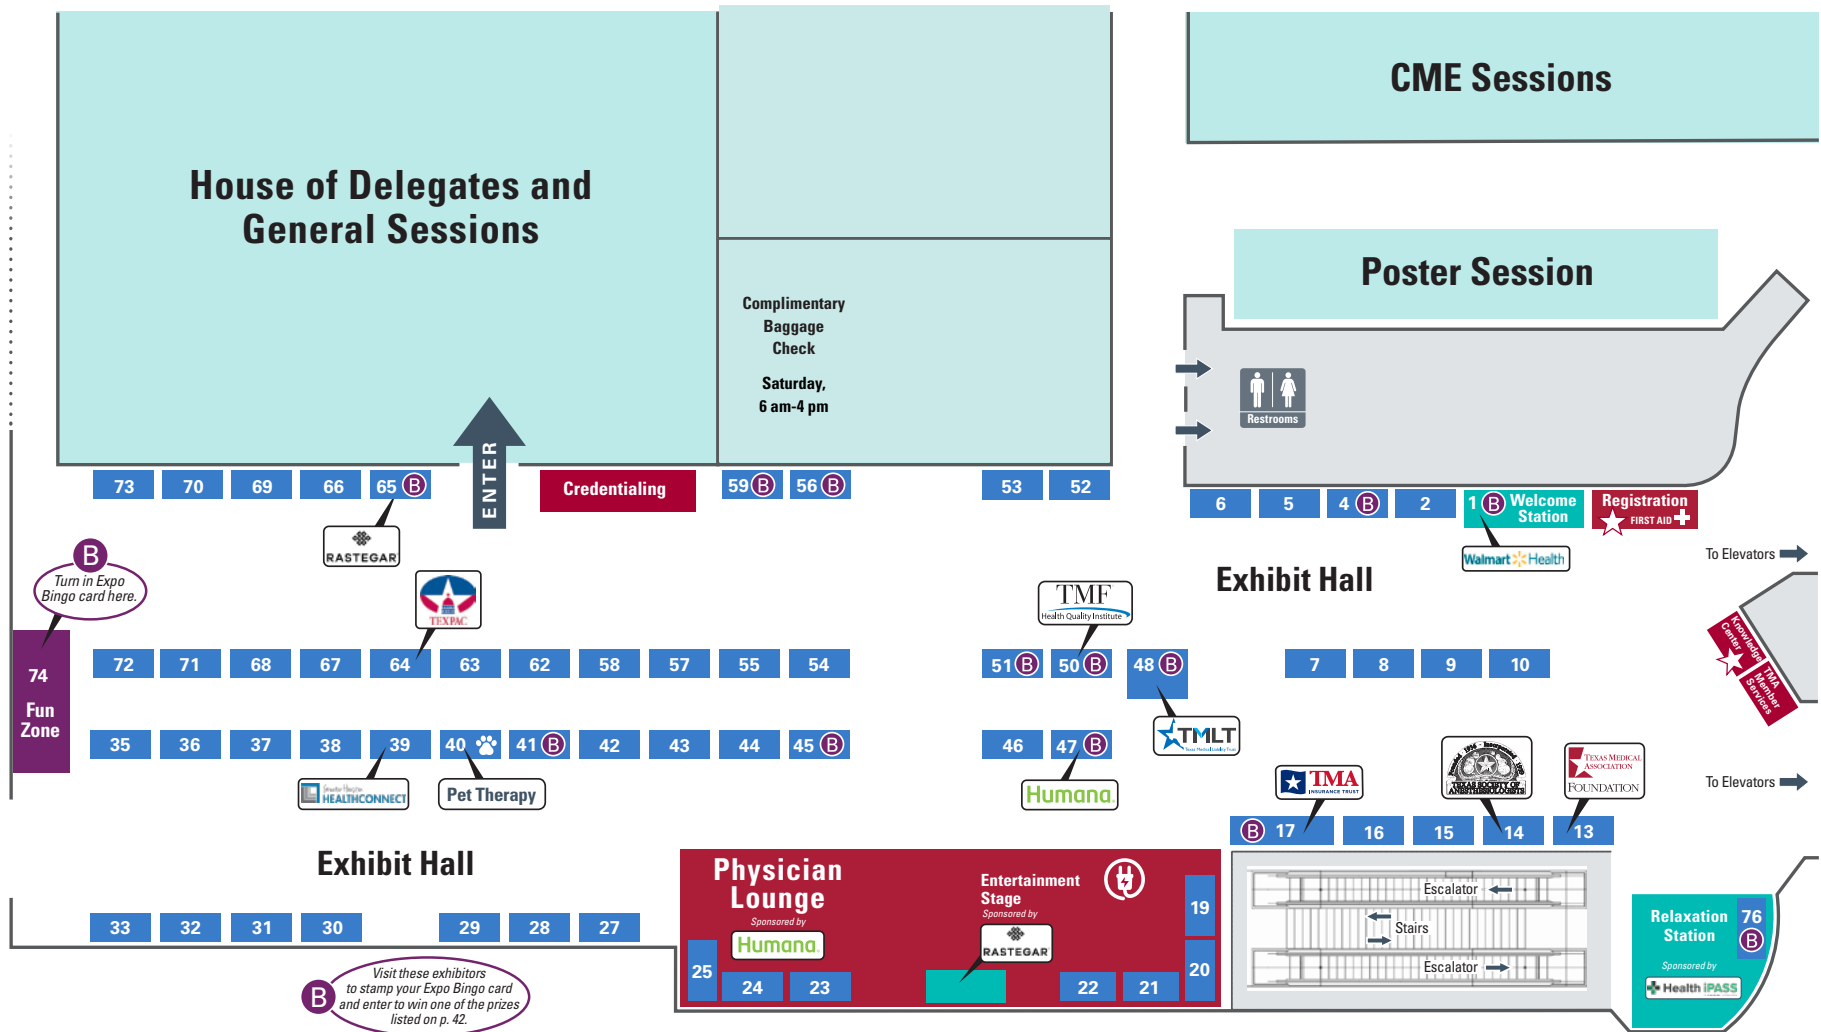 CME Sessions
House of Delegates and
General Sessions
Poster Session
Complimentary
Baggage
Check
Saturday,
6 am-4 pm
Restrooms
ENTER
73
70
69
66
65 B
Credentialing
59 B
56 B
53
52
6
5
4 B
2
1 B Welcome
Station
Registration
FIRST AID
RASTEGAR
Walmart Health
To Elevators
B
Turn in Expo
Bingo card here.
TEXPAC
TMF
Health Quality Institute
Exhibit Hall
Knowledge
Center
TMA
Member
Services
74
Fun
Zone
72
71
68
67
64
63
62
58
57
55
54
51 B
50 B
48 B
7
8
9
10
35
36
37
38
39
40
41 B
42
43
44
45 B
46
47 B
TMLT
Texas Medical Liability Trust
Greater Houston
HEALTHCONNECT
Pet Therapy
Humana
TMA
INSURANCE TRUST
Founded 1936 - Incorporated
TEXAS SOCIETY OF
ANESTHESIOLOGISTS
TEXAS MEDICAL
ASSOCIATION
FOUNDATION
To Elevators
B 17
16
15
14
13
Exhibit Hall
Physician
Lounge
Sponsored by
Humana
Entertainment
Stage
Sponsored by
RASTEGAR
19
20
25
24
23
22
21
Escalator
Stairs
Escalator
33
32
31
30
29
28
27
Relaxation
Station
76
B
Sponsored by
Health iPASS
B
Visit these exhibitors
to stamp your Expo Bingo card
and enter to win one of the prizes
listed on p. 42.